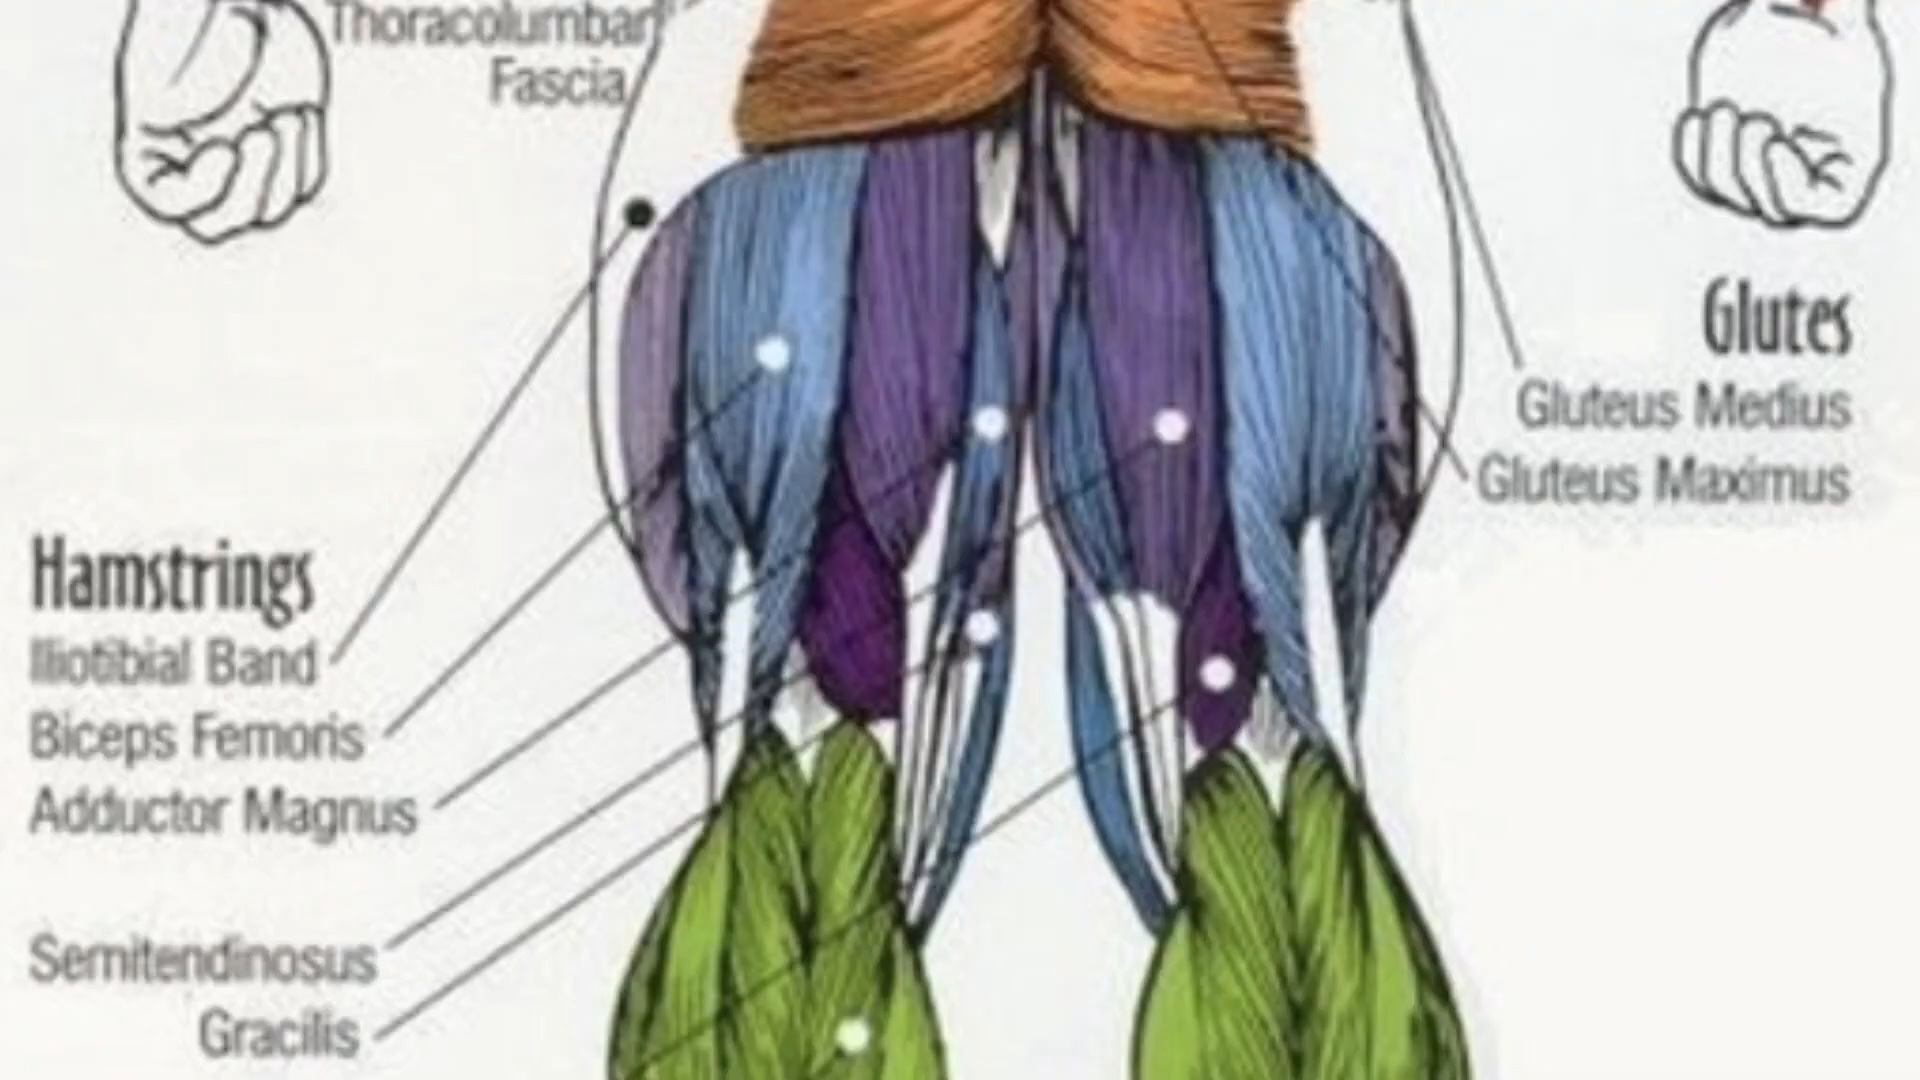 Thoracolumbar
Fascia
Glutes
Gluteus Medius
Gluteus Maximus
Hamstrings
Iliotibial Band
Biceps Femoris
Adductor Magnus
Semitendinosus
Gracilis